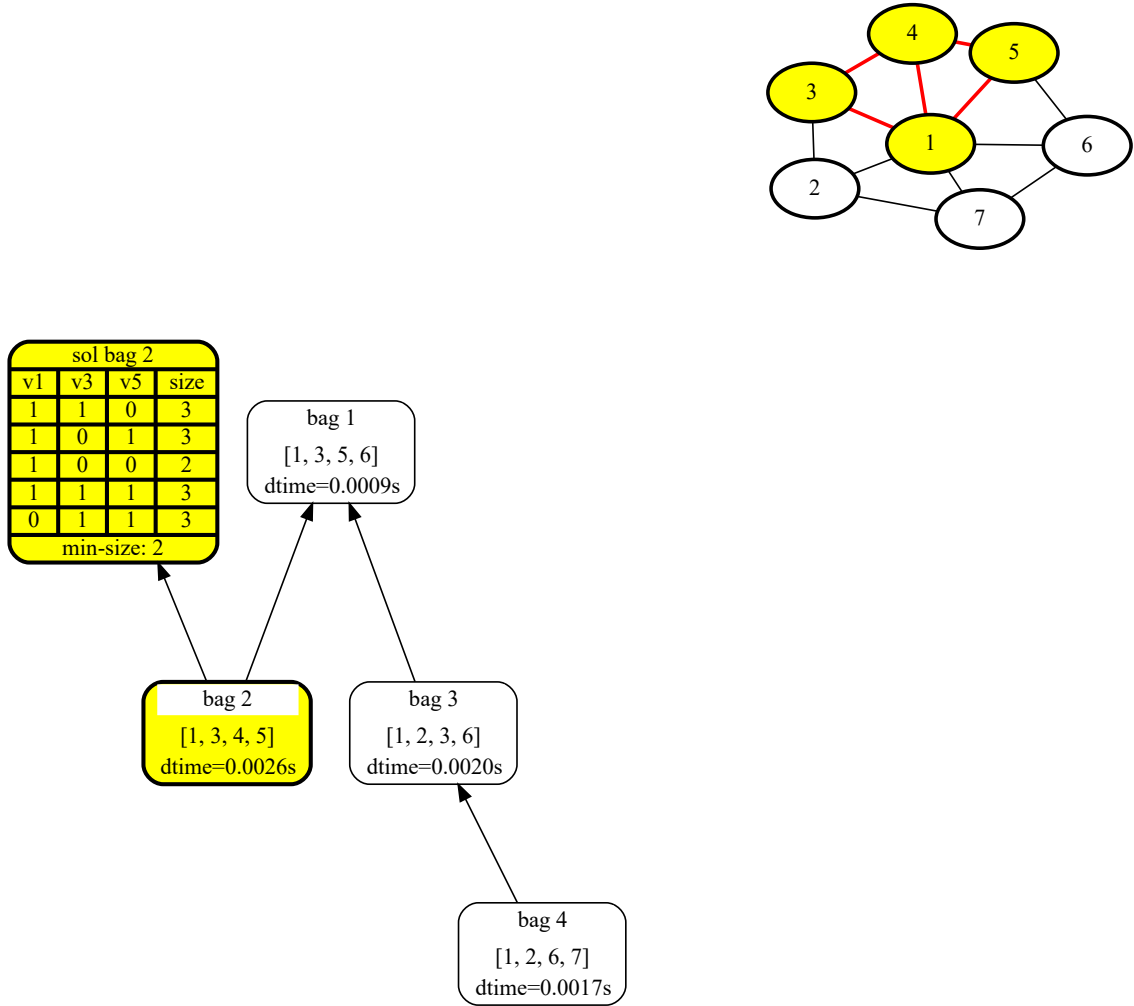 4
5
3
1
6
2
7
sol bag 2
v1 v3 v5 size
1 1 0 3
1 0 1 3
1 0 0 2
1 1 1 3
0 1 1 3
min-size: 2
bag 1
[1, 3, 5, 6]
dtime=0.0009s
bag 2
[1, 3, 4, 5]
dtime=0.0026s
bag 3
[1, 2, 3, 6]
dtime=0.0020s
bag 4
[1, 2, 6, 7]
dtime=0.0017s